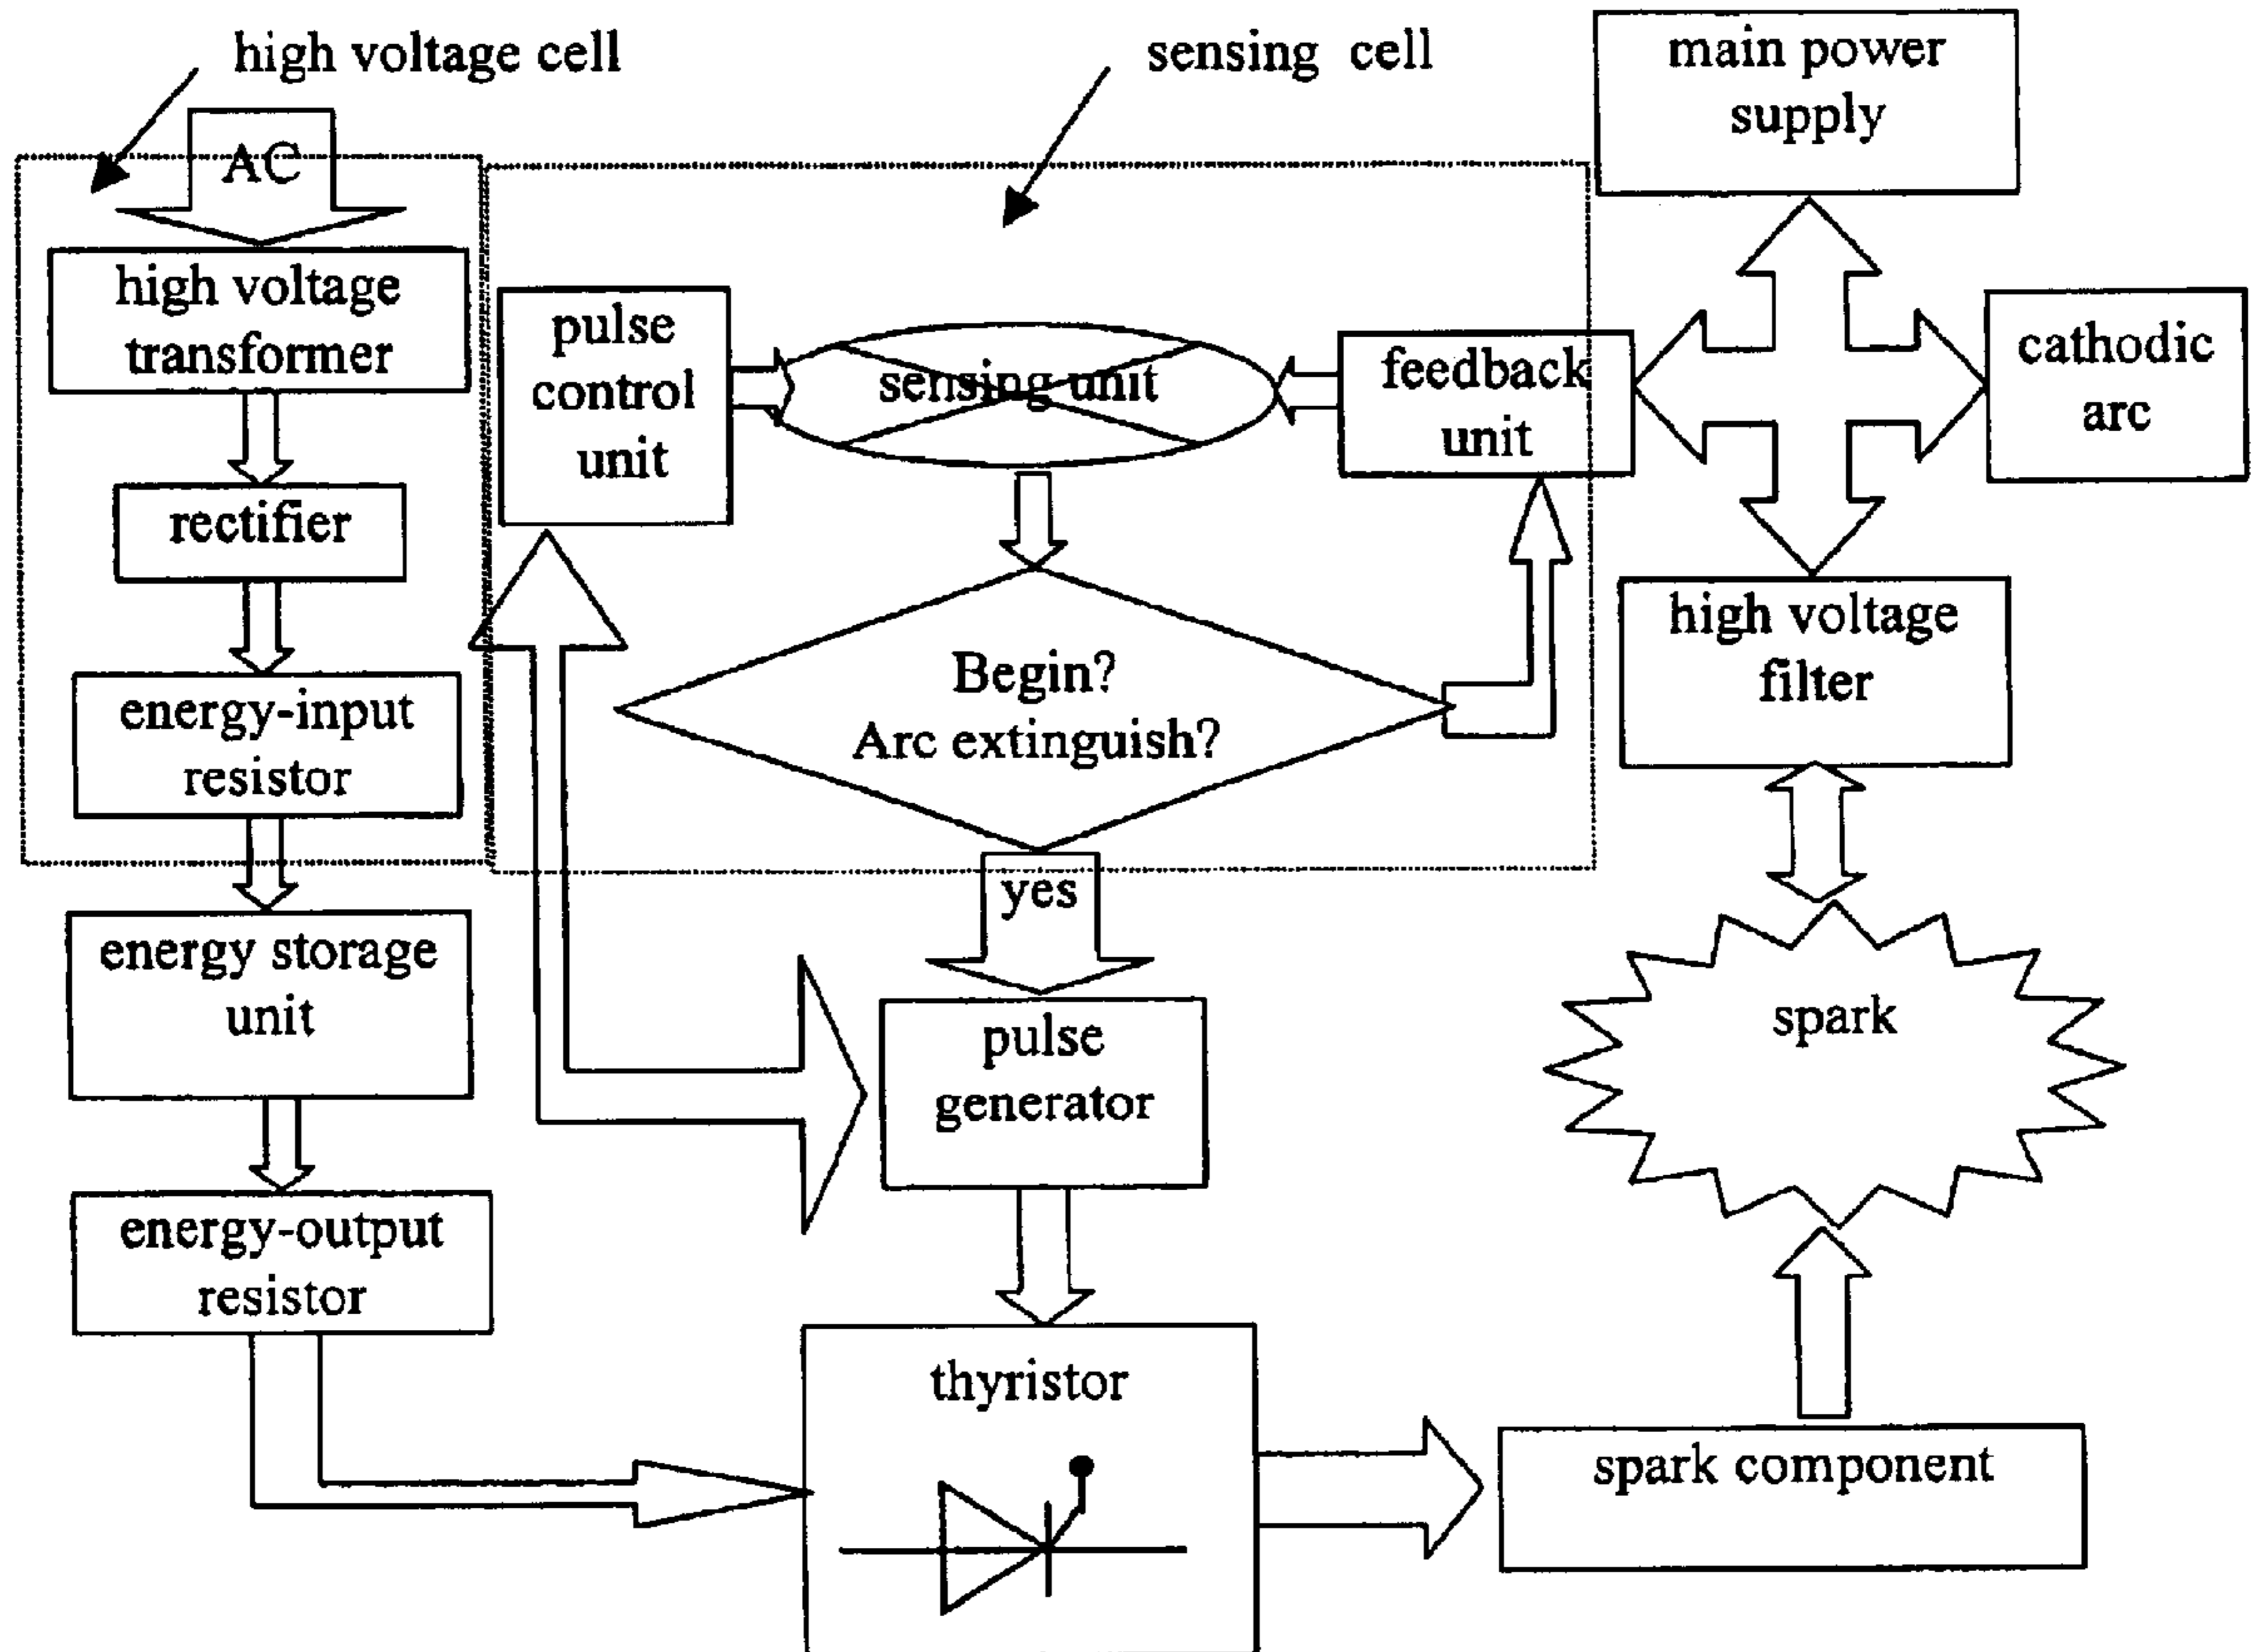 high voltage cell
sensing cell
main power
supply
AC
high voltage
transformer
pulse
control
unit
sensing unit
feedback
unit
cathodic
arc
rectifier
high voltage
filter
energy-input
resistor
Begin?
Arc extinguish?
yes
energy storage
unit
pulse
generator
spark
energy-output
resistor
thyristor
spark component